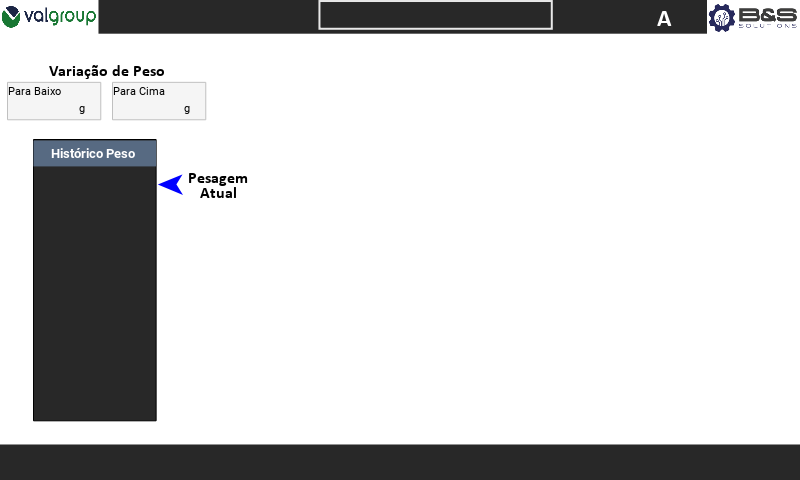 valgroup
A
B&S
SOLUTIONS
Variação de Peso
Para Baixo
g
Para Cima
g
Histórico Peso
Pesagem
Atual